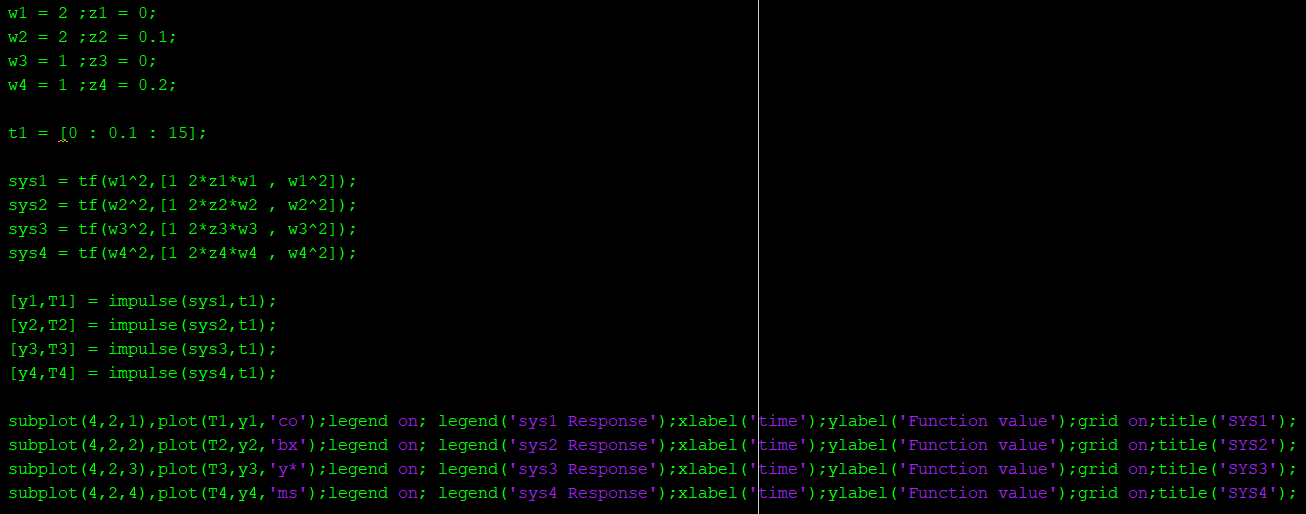 w1 = 2 ;z1 = 0;
w2 = 2 ;z2 = 0.1;
w3 = 1 ;z3 = 0;
w4 = 1 ;z4 = 0.2;
t1 = [0 : 0.1 : 15];
sys1 = tf(w1^2,[1 2*z1*w1 , w1^2]);
sys2 = tf(w2^2,[1 2*z2*w2 , w2^2]);
sys3 = tf(w3^2,[1 2*z3*w3 , w3^2]);
sys4 = tf(w4^2,[1 2*z4*w4 , w4^2]);
[y1,T1] = impulse(sys1,t1);
[y2,T2] = impulse(sys2,t1);
[y3,T3] = impulse(sys3,t1);
[y4,T4] = impulse(sys4,t1);
subplot(4,2,1),plot(T1,y1,'co');legend on; legend('sys1 Response');xlabel('time');ylabel('Function value');grid on;title('SYS1');
subplot(4,2,2),plot(T2,y2,'bx');legend on; legend('sys2 Response');xlabel('time');ylabel('Function value');grid on;title('SYS2');
subplot(4,2,3),plot(T3,y3,'y*');legend on; legend('sys3 Response');xlabel('time');ylabel('Function value');grid on;title('SYS3');
subplot(4,2,4),plot(T4,y4,'ms');legend on; legend('sys4 Response');xlabel('time');ylabel('Function value');grid on;title('SYS4');